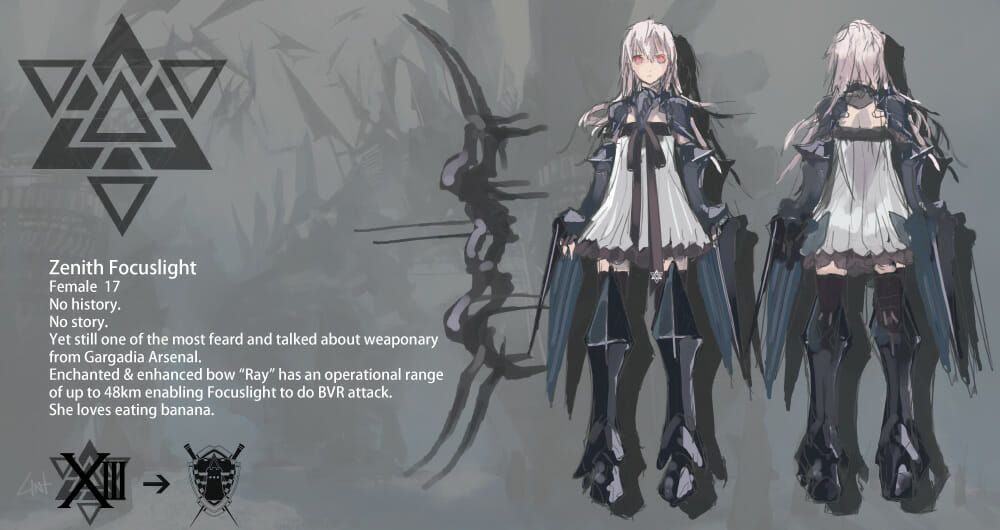 Zenith Focuslight
Female 17
No history.
No story.
Yet still one of the most feard and talked about weaponary
from Gargadia Arsenal.
Enchanted & enhanced bow “Ray” has an operational range
of up to 48km enabling Focuslight to do BVR attack.
She loves eating banana.
XIII